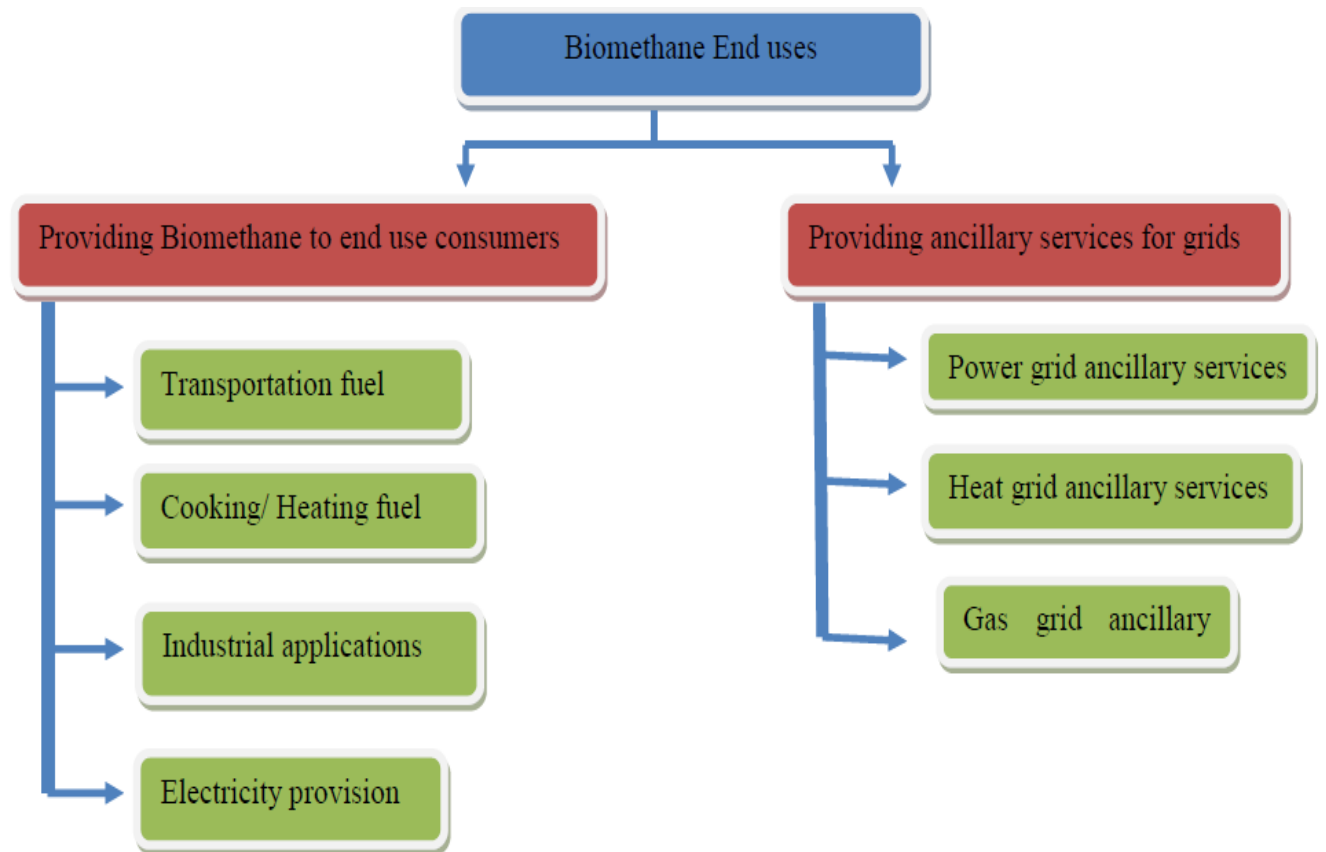 Biomethane End uses
Providing Biomethane to end use consumers
Transportation fuel
Cooking/ Heating fuel
Industrial applications
Electricity provision
Providing ancillary services for grids
Power grid ancillary services
Heat grid ancillary services
Gas grid ancillary